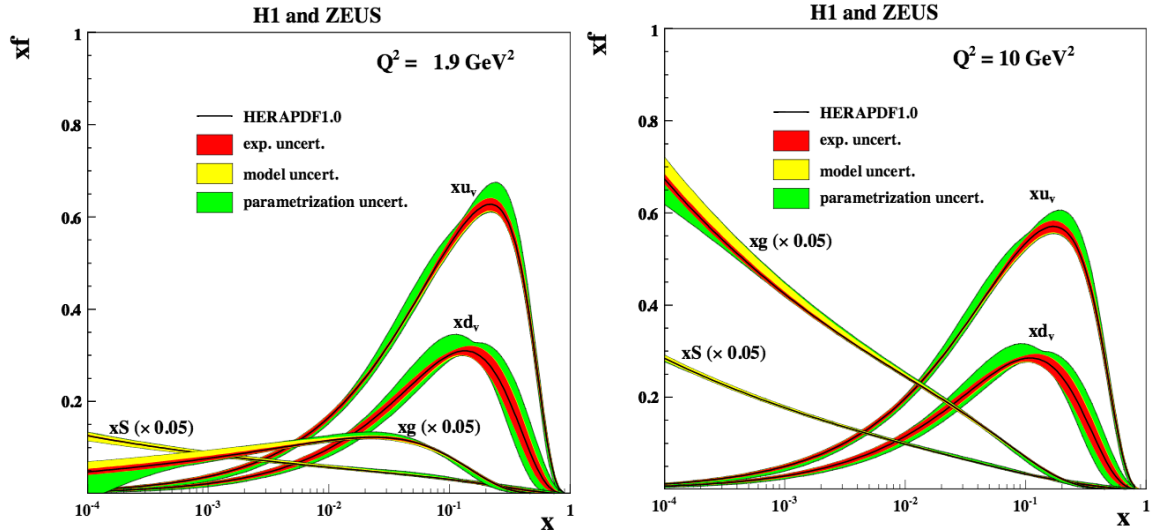 H1 and ZEUS
xf
1
0.8
0.6
0.4
0.2
Q² = 1.9 GeV²
HERAPDF1.0
exp. uncert.
model uncert.
parametrization uncert.
xuᵥ
xdᵥ
xS (× 0.05)
xg (× 0.05)
10⁻⁴
10⁻³
10⁻²
10⁻¹
1
x
H1 and ZEUS
xf
1
0.8
0.6
0.4
0.2
Q² = 10 GeV²
HERAPDF1.0
exp. uncert.
model uncert.
parametrization uncert.
xuᵥ
xg (× 0.05)
xdᵥ
xS (× 0.05)
10⁻⁴
10⁻³
10⁻²
10⁻¹
1
x